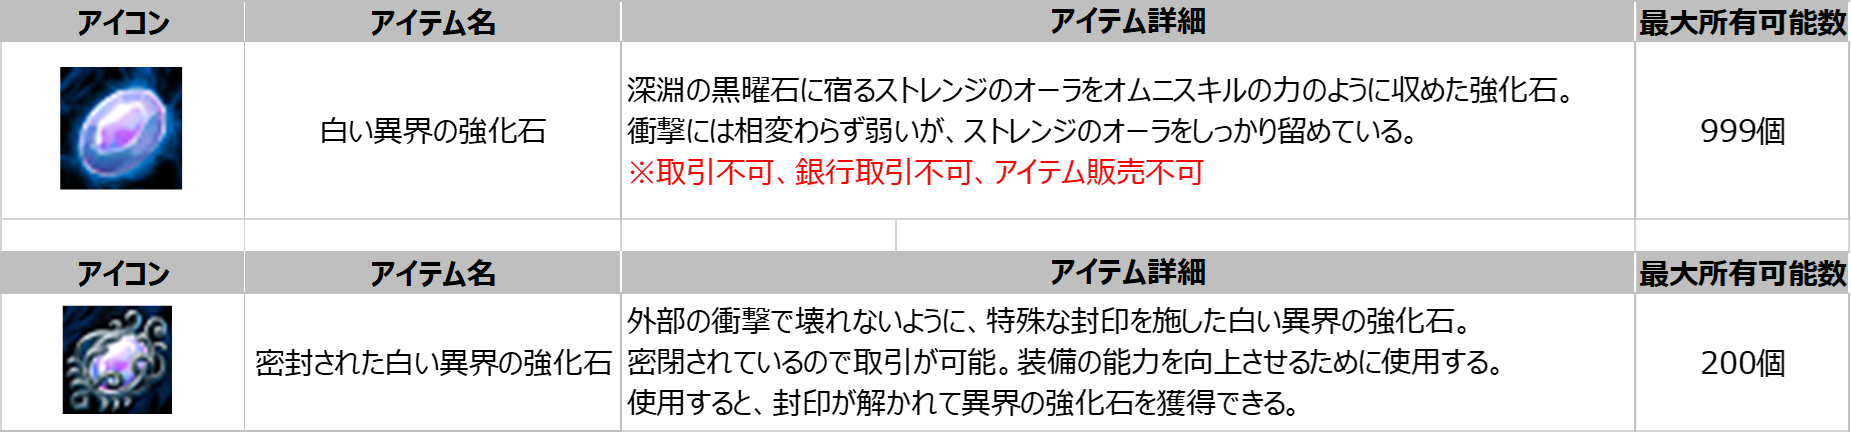 アイコン アイテム名 アイテム詳細 最大所有可能数
深淵の黒曜石に宿るストレンジのオーラをオムニスキルの力のように収めた強化石。
白い異界の強化石 衝撃には相変わらず弱いが、ストレンジのオーラをしっかり留めている。 999個
※取引不可、銀行取引不可、アイテム販売不可
アイコン アイテム名 アイテム詳細 最大所有可能数
外部の衝撃で壊れないように、特殊な封印を施した白い異界の強化石。
密封された白い異界の強化石 密閉されているので取引が可能。装備の能力を向上させるために使用する。 200個
使用すると、封印が解かれて異界の強化石を獲得できる。